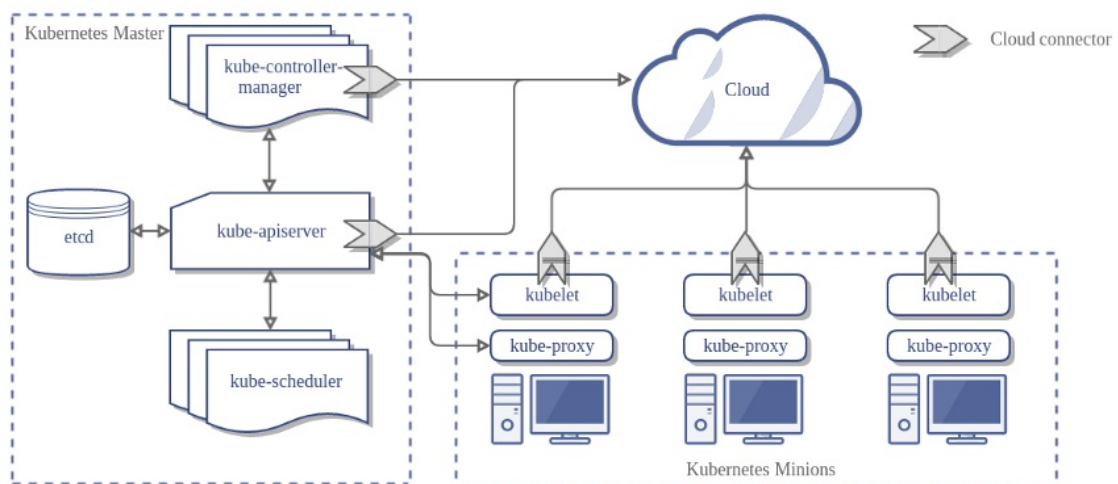 Kubernetes Master
kube-controller-
manager
Cloud
Cloud connector
etcd
kube-apiserver
kubelet
kubelet
kubelet
kube-proxy
kube-proxy
kube-proxy
kube-scheduler
Kubernetes Minions